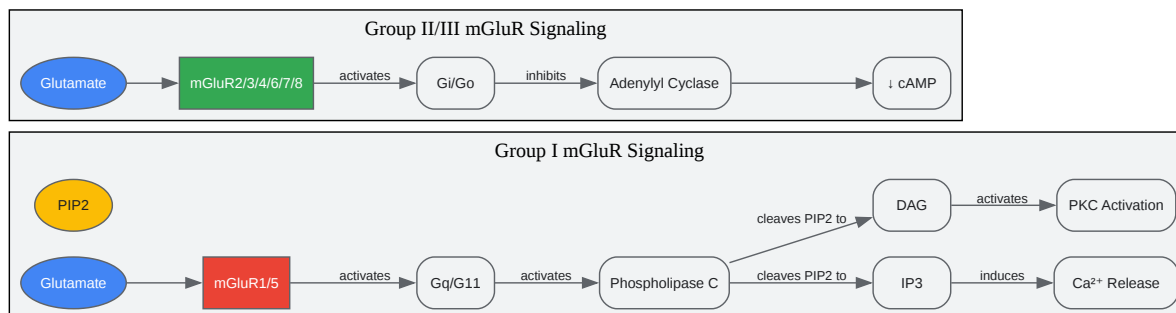 Group II/III mGluR Signaling
Glutamate
mGluR2/3/4/6/7/8
activates
Gi/Go
inhibits
Adenylyl Cyclase
↓ cAMP
Group I mGluR Signaling
PIP2
cleaves PIP2 to
DAG
activates
PKC Activation
Glutamate
mGluR1/5
activates
Gq/G11
activates
Phospholipase C
cleaves PIP2 to
IP3
induces
Ca²⁺ Release